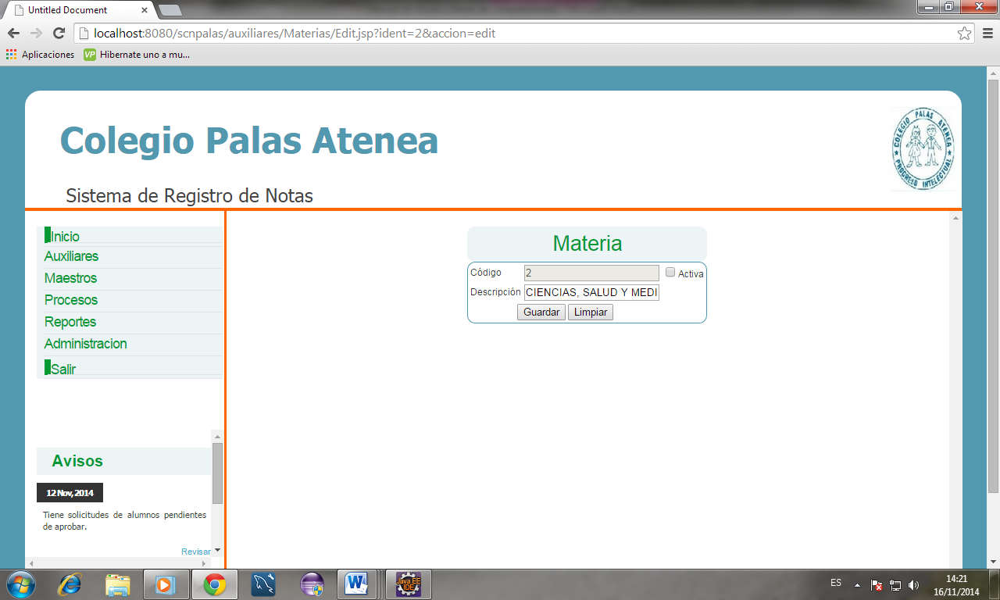 Untitled Document
localhost:8080/scnpalas/auxiliares/Materias/Edit.jsp?ident=2&accion=edit
Aplicaciones
VP Hibernate uno a mu...
Colegio Palas Atenea
COLEGIO PALAS ATENEA
PROGRESO INTELECTUAL
Sistema de Registro de Notas
Inicio
Auxiliares
Maestros
Procesos
Reportes
Administracion
Salir
Materia
Código 2 Activa
Descripción CIENCIAS, SALUD Y MEDI
Guardar Limpiar
Avisos
12 Nov, 2014
Tiene solicitudes de alumnos pendientes
de aprobar.
Revisar
Java EE
IDE
ES
14:21
16/11/2014